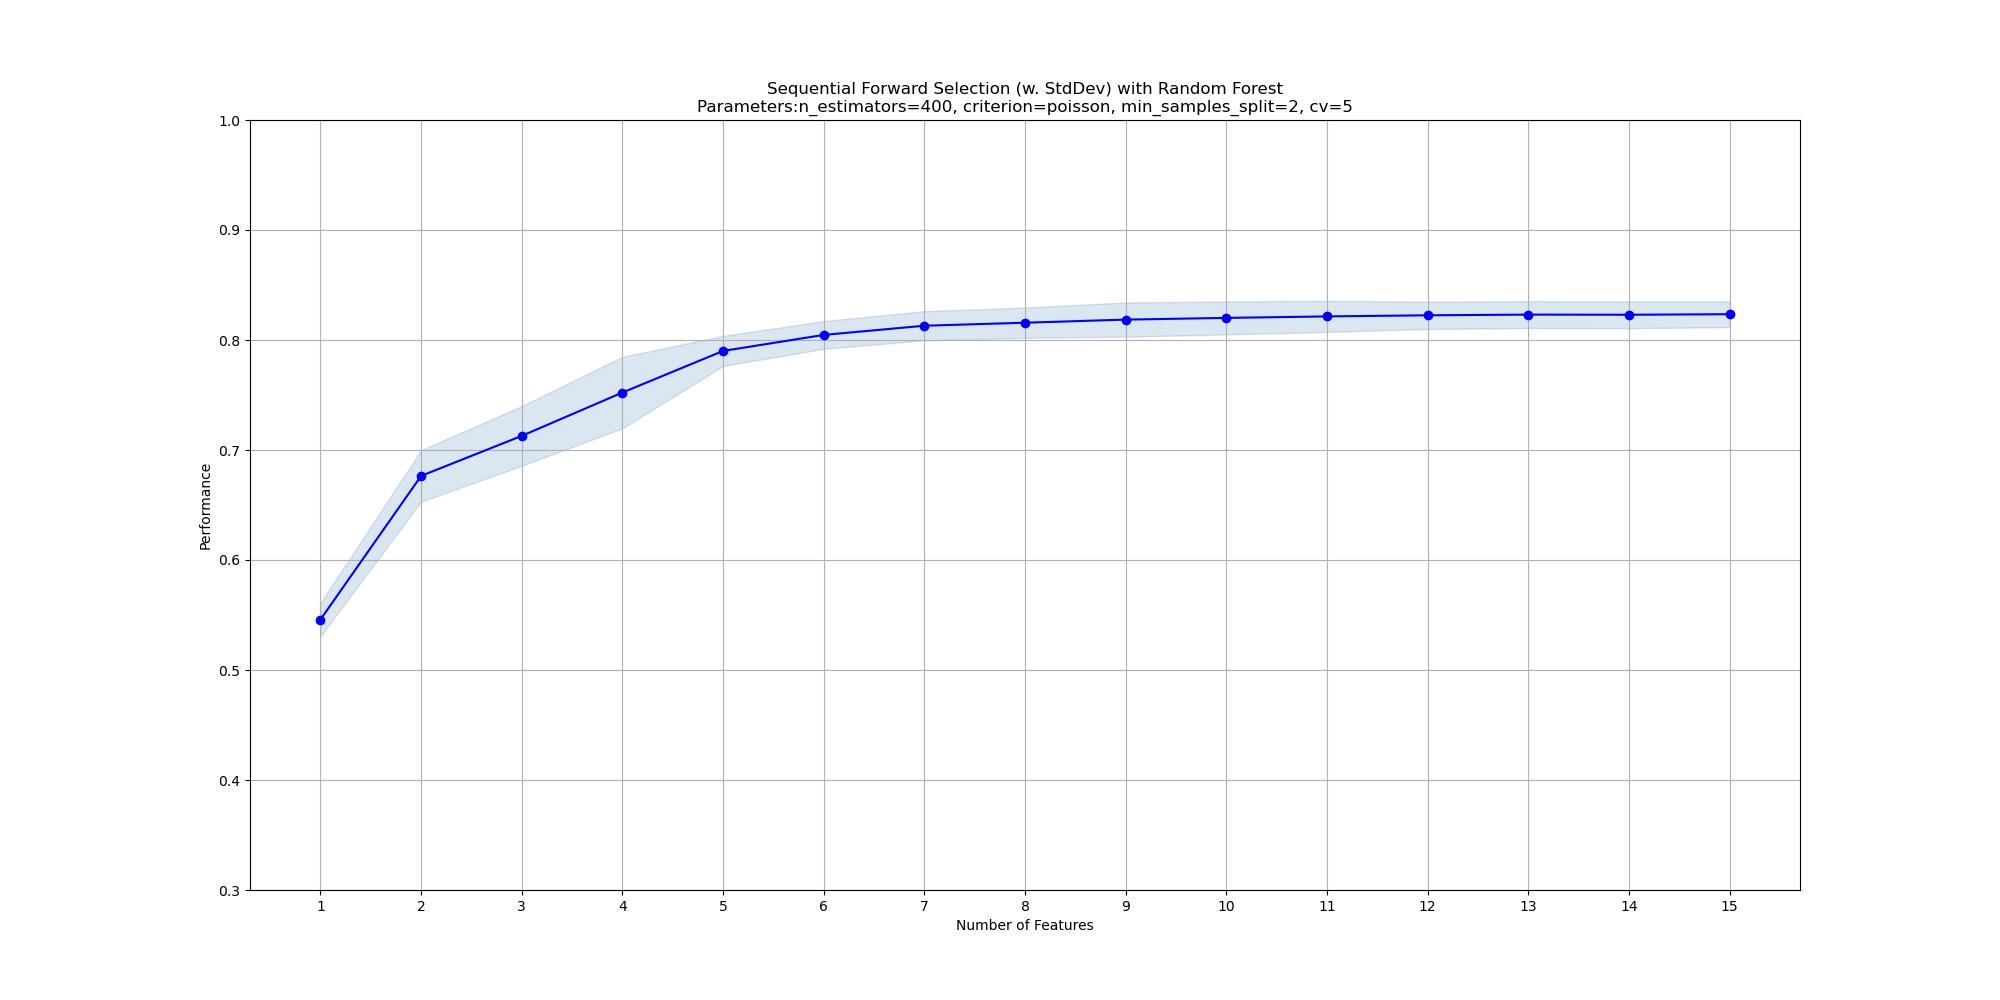 Sequential Forward Selection (w. StdDev) with Random Forest
Parameters:n_estimators=400, criterion=poisson, min_samples_split=2, cv=5
1.0
0.9
0.8
0.7
0.6
0.5
0.4
0.3
Performance
1 2 3 4 5 6 7 8 9 10 11 12 13 14 15
Number of Features